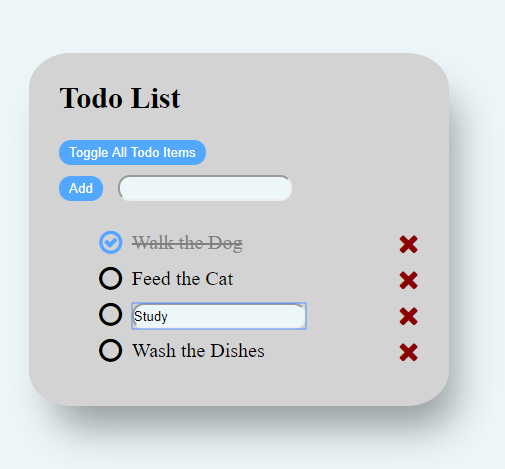 Todo List
Toggle All Todo Items
Add
Walk the Dog
Feed the Cat
Study
Wash the Dishes